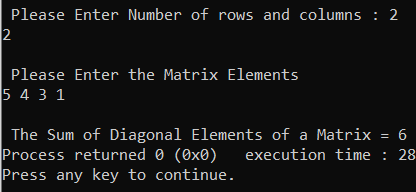 Please Enter Number of rows and columns : 2
2
Please Enter the Matrix Elements
5 4 3 1
The Sum of Diagonal Elements of a Matrix = 6
Process returned 0 (0x0)   execution time : 28
Press any key to continue.